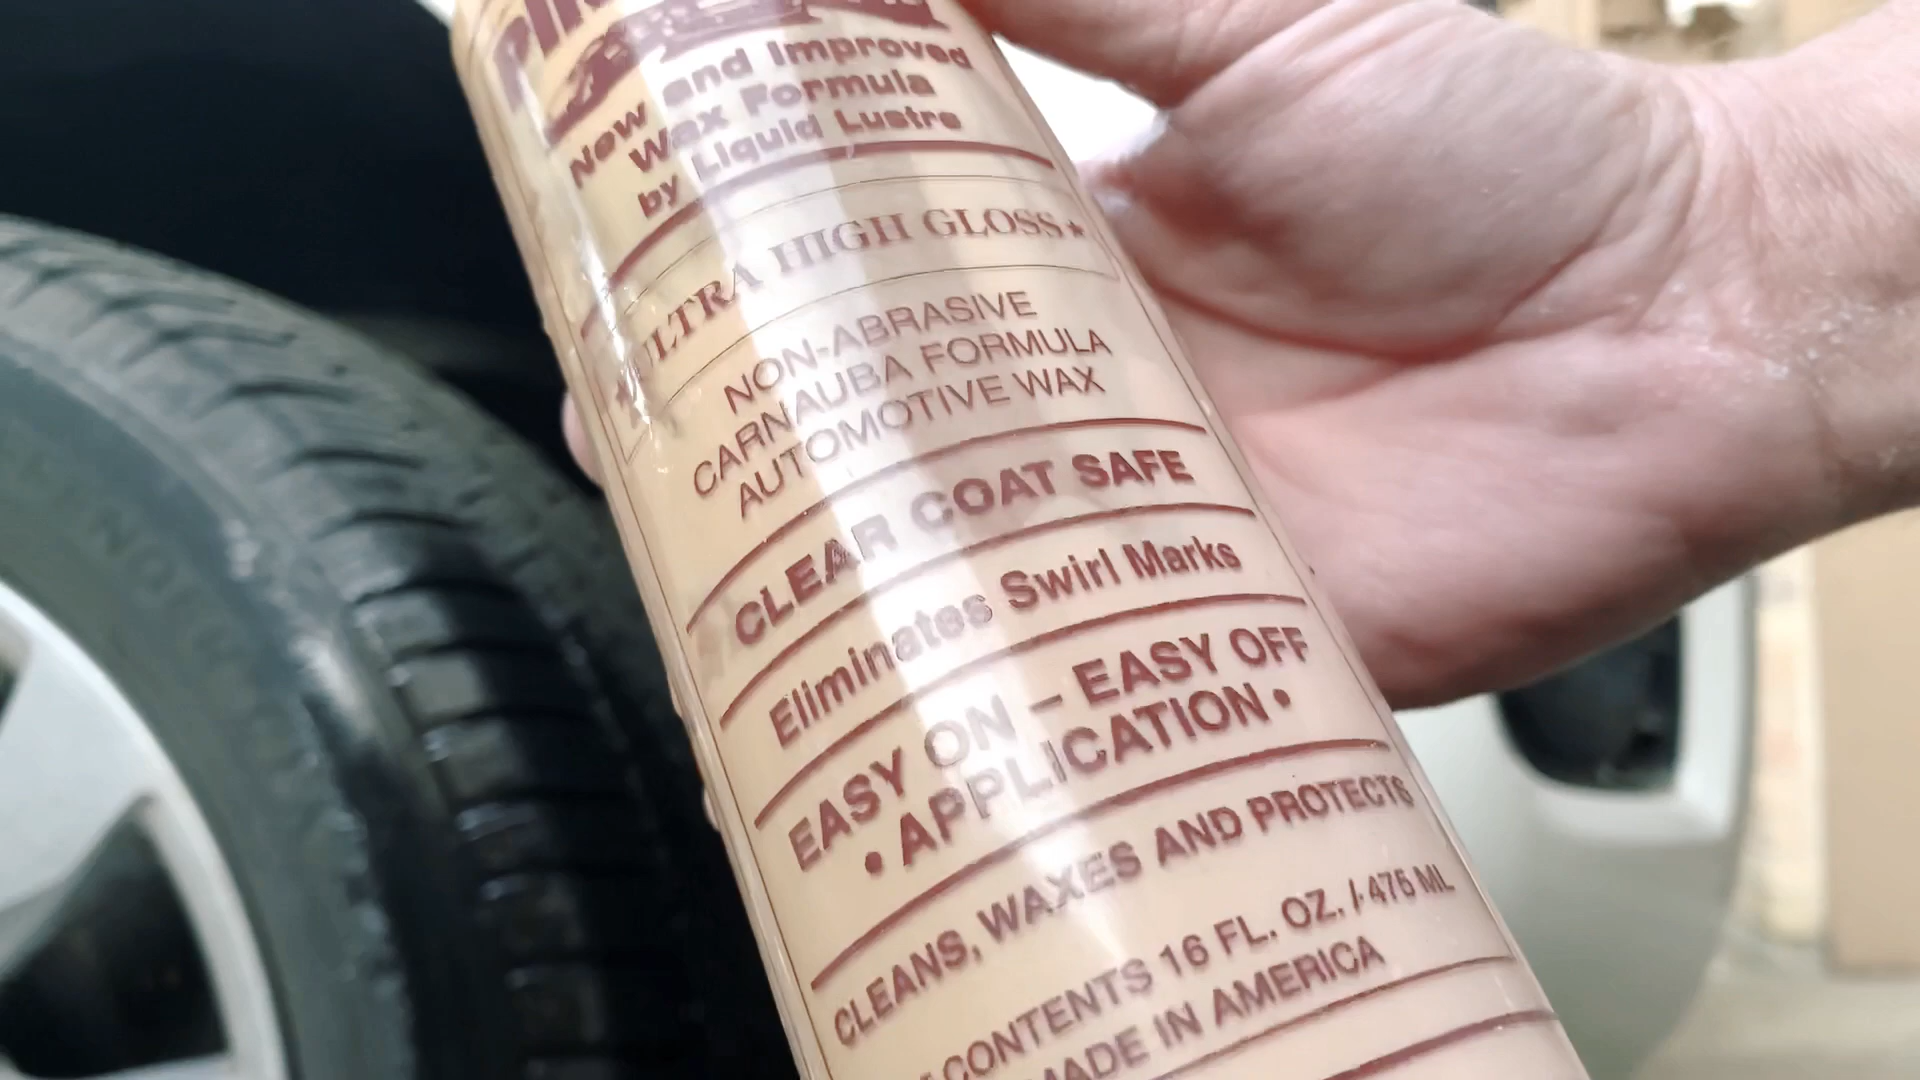 New and Improved
Wax Formula
by Liquid Lustre
★ULTRA HIGH GLOSS★
NON-ABRASIVE
CARNAUBA FORMULA
AUTOMOTIVE WAX
CLEAR COAT SAFE
Eliminates Swirl Marks
EASY ON – EASY OFF
• APPLICATION •
CLEANS, WAXES AND PROTECTS
CONTENTS 16 FL. OZ. / 475 ML
MADE IN AMERICA